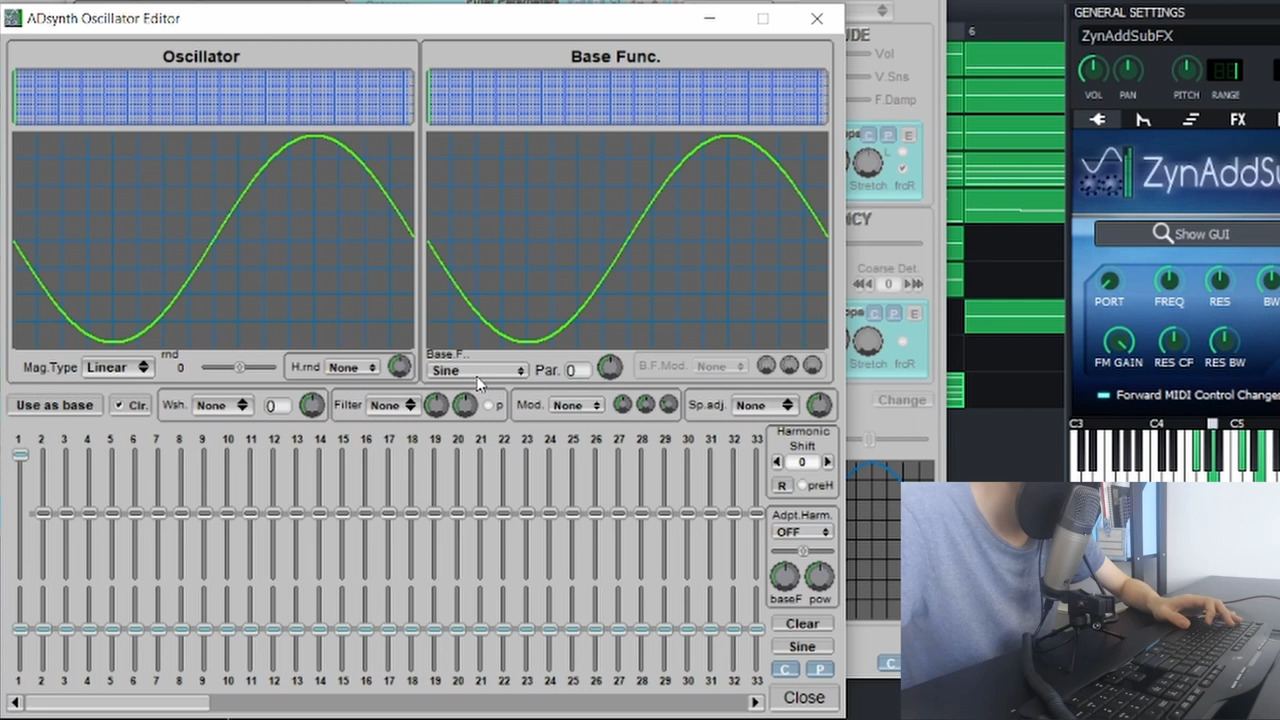 ADsynth Oscillator Editor
Oscillator
Base Func.
Mag.Type Linear
rnd
0
H.rnd None
Base.F..
Sine
Par. 0
B.F.Mod. None
Use as base
Clr.
Wsh. None 0
Filter None
p
Mod. None
Sp.adj. None
1 2 3 4 5 6 7 8 9 10 11 12 13 14 15 16 17 18 19 20 21 22 23 24 25 26 27 28 29 30 31 32 33
Harmonic
Shift
0
R preH
Adpt.Harm.
OFF
baseF pow
Clear
Sine
C P
1 2 3 4 5 6 7 8 9 10 11 12 13 14 15 16 17 18 19 20 21 22 23 24 25 26 27 28 29 30 31 32 33
Close
Vol
V.Sns
F.Damp
C P E
L
Stretch frcR
Coarse Det.
0
C P E
Stretch frcR
Change
C
6
GENERAL SETTINGS
ZynAddSubFX
VOL PAN PITCH RANGE
FX
ZynAddSu
Show GUI
PORT FREQ RES BW
FM GAIN RES CF RES BW
Forward MIDI Control Changes
C3 C4 C5